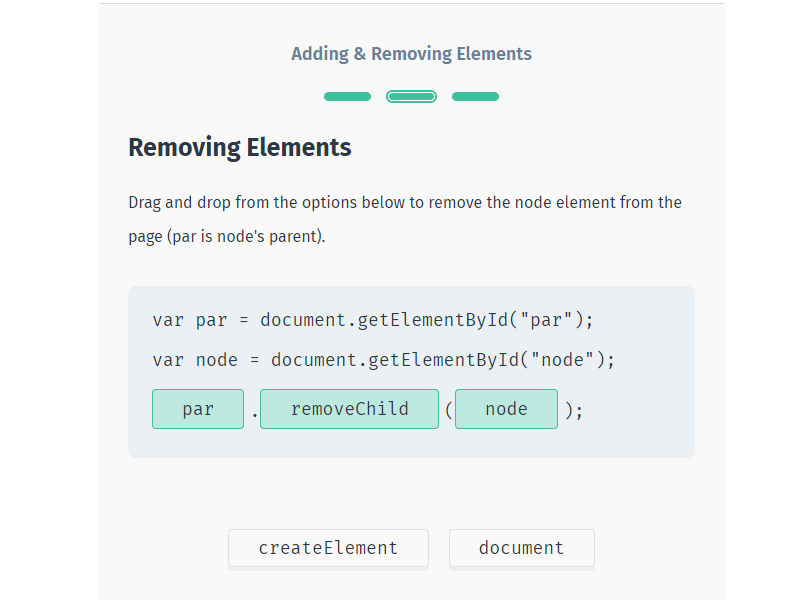 Adding & Removing Elements
Removing Elements
Drag and drop from the options below to remove the node element from the
page (par is node's parent).
var par = document.getElementById("par");
var node = document.getElementById("node");
par . removeChild ( node );
createElement document